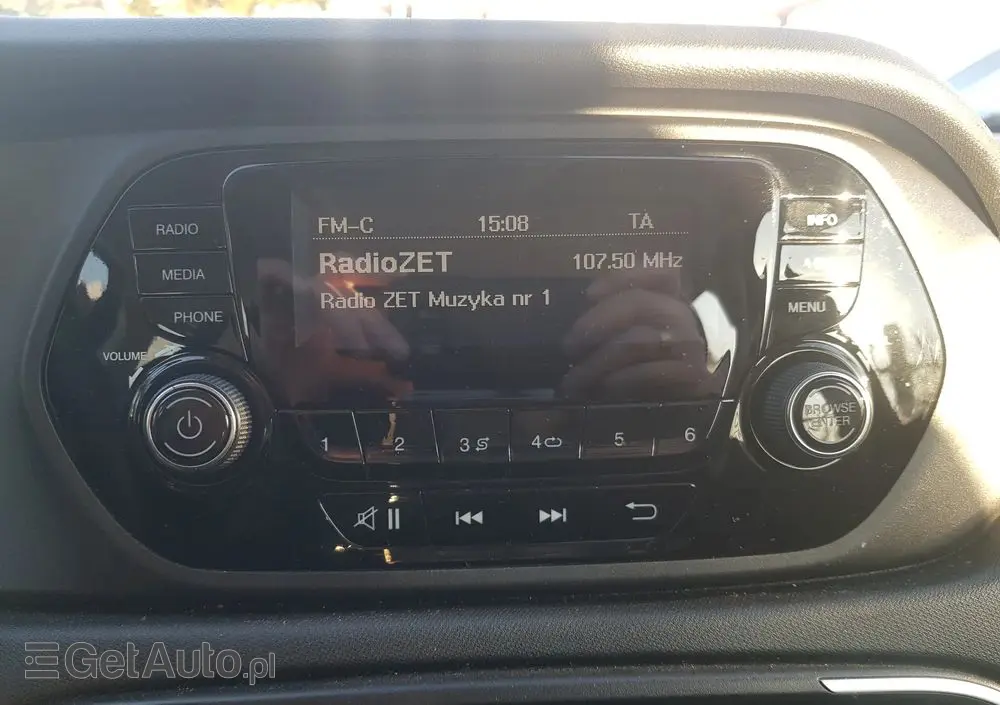 FM-C 15:08 TA
RadioZET 107.50 MHz
Radio ZET Muzyka nr 1
RADIO
MEDIA
PHONE
VOLUME
INFO
MENU
BROWSE
ENTER
1 2 3 4 5 6
GetAuto.pl